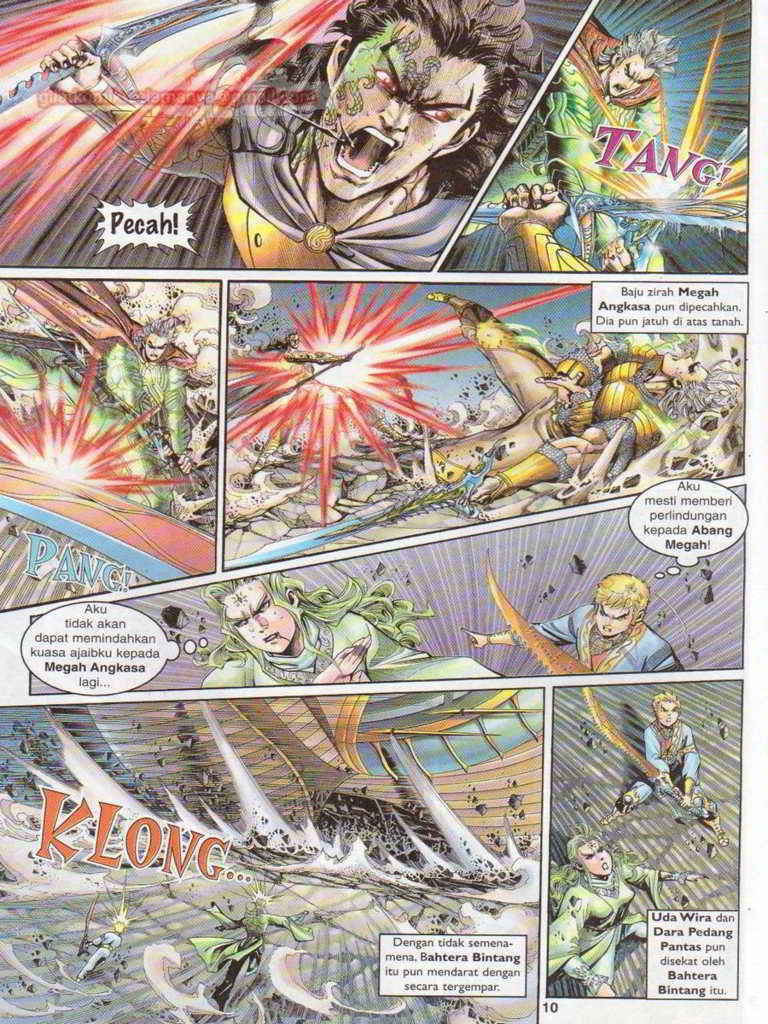 Pecah!
TANG!
Baju zirah Megah
Angkasa pun dipecahkan.
Dia pun jatuh di atas tanah.
PANG!
Aku
mesti memberi
perlindungan
kepada Abang
Megah!
Aku
tidak akan
dapat memindahkan
kuasa ajaibku kepada
Megah Angkasa
lagi...
KLONG...
Dengan tidak semena-
mena, Bahtera Bintang
itu pun mendarat dengan
secara tergempar.
Uda Wira dan
Dara Pedang
Pantas pun
disekat oleh
Bahtera
Bintang itu.
10